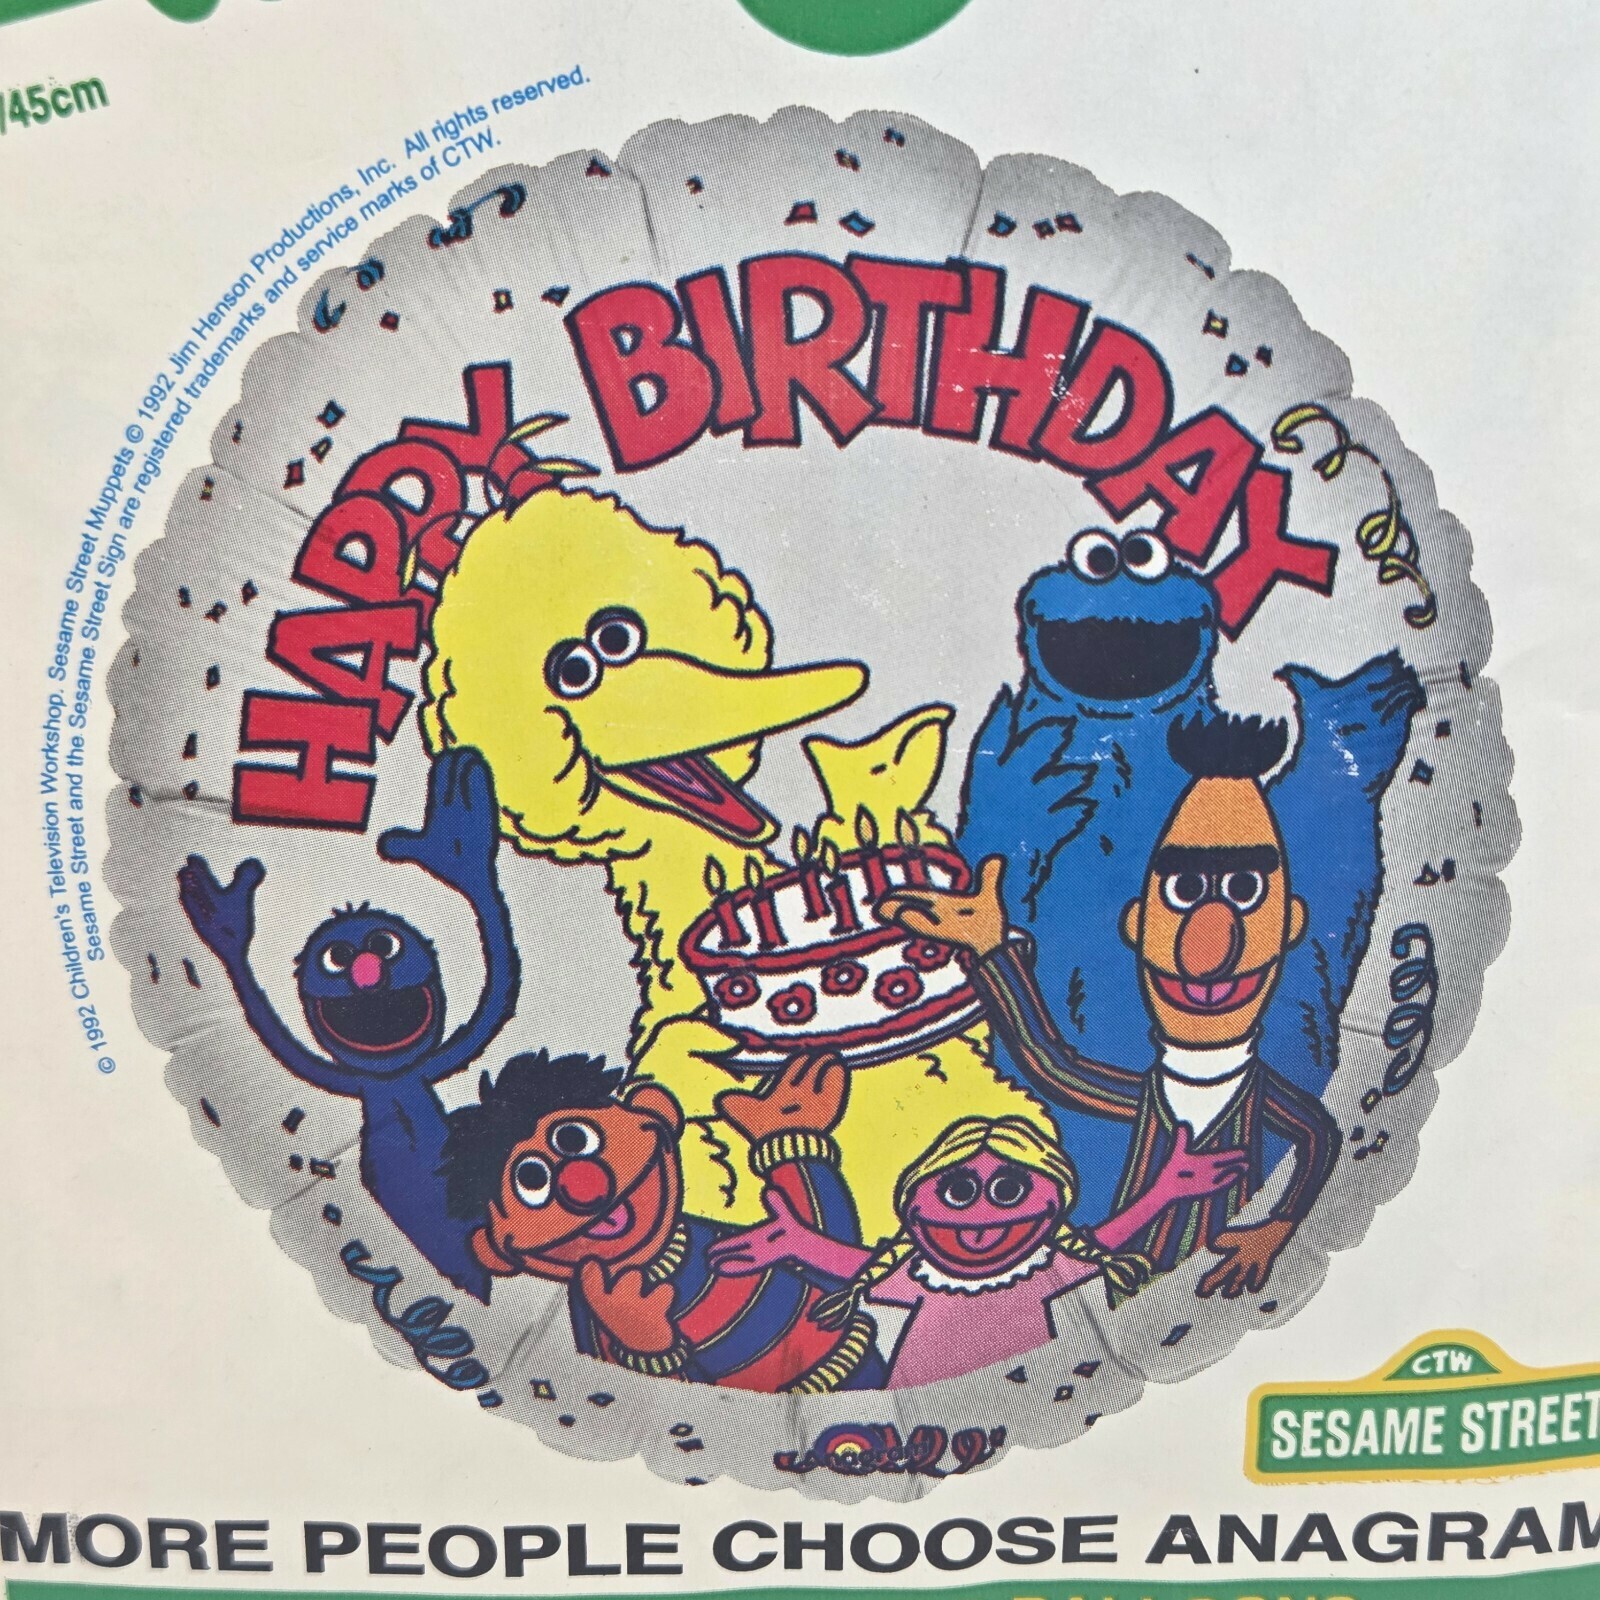 /45cm
© 1992 Children's Television Workshop. Sesame Street Muppets © 1992 Jim Henson Productions, Inc. All rights reserved.
Sesame Street and the Sesame Street Sign are registered trademarks and service marks of CTW.
HAPPY BIRTHDAY
anagram
CTW
SESAME STREET
MORE PEOPLE CHOOSE ANAGRAM
BALLOONS